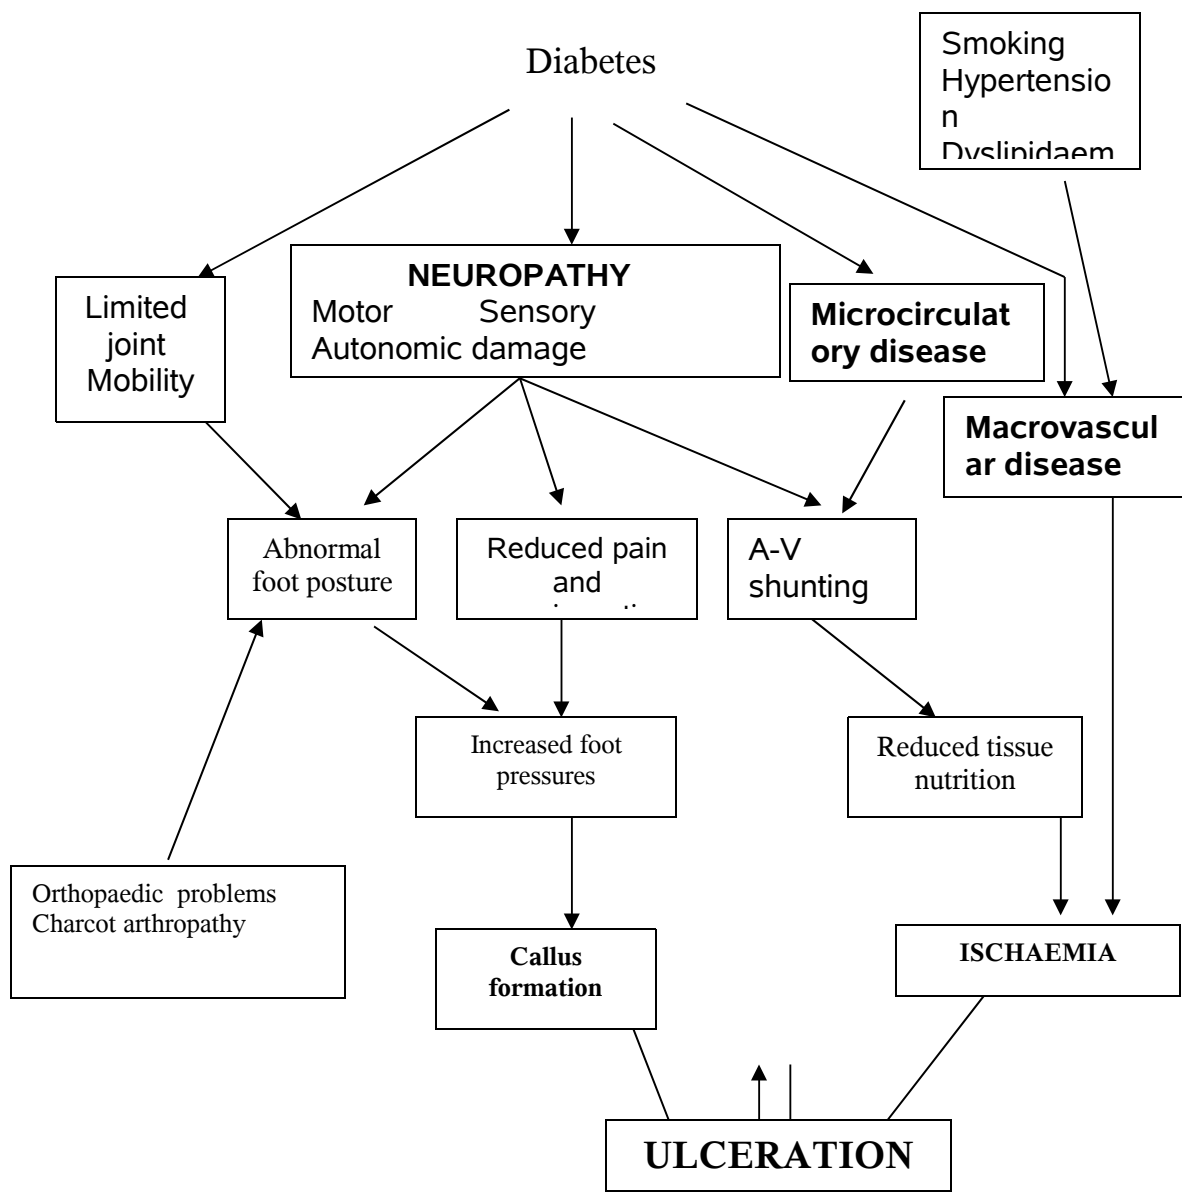 Diabetes
Smoking
Hypertensio
n
Dyslipidaem
NEUROPATHY
Motor Sensory
Autonomic damage
Limited
joint
Mobility
Microcirculat
ory disease
Macrovascul
ar disease
Abnormal
foot posture
Reduced pain
and
A-V
shunting
Increased foot
pressures
Reduced tissue
nutrition
Orthopaedic problems
Charcot arthropathy
Callus
formation
ISCHAEMIA
ULCERATION